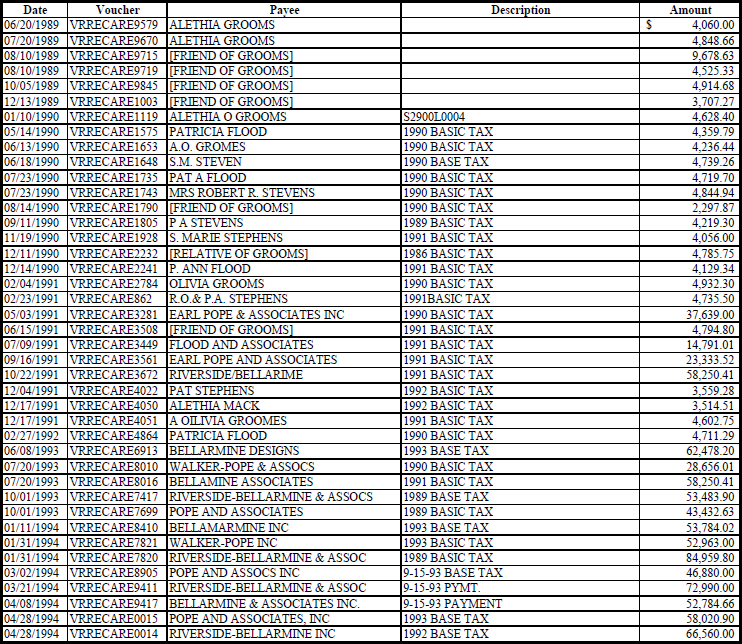 Date Voucher Payee Description Amount
06/20/1989 VRRECARE9579 ALETHIA GROOMS $ 4,060.00
07/20/1989 VRRECARE9670 ALETHIA GROOMS 4,848.66
08/10/1989 VRRECARE9715 [FRIEND OF GROOMS] 9,678.63
08/10/1989 VRRECARE9719 [FRIEND OF GROOMS] 4,525.33
10/05/1989 VRRECARE9845 [FRIEND OF GROOMS] 4,914.68
12/13/1989 VRRECARE1003 [FRIEND OF GROOMS] 3,707.27
01/10/1990 VRRECARE1119 ALETHIA O GROOMS S2900L0004 4,628.40
05/14/1990 VRRECARE1575 PATRICIA FLOOD 1990 BASIC TAX 4,359.79
06/13/1990 VRRECARE1653 A.O. GROMES 1990 BASIC TAX 4,236.44
06/18/1990 VRRECARE1648 S.M. STEVEN 1990 BASE TAX 4,739.26
07/23/1990 VRRECARE1735 PAT A FLOOD 1990 BASIC TAX 4,719.70
07/23/1990 VRRECARE1743 MRS ROBERT R. STEVENS 1990 BASIC TAX 4,844.94
08/14/1990 VRRECARE1790 [FRIEND OF GROOMS] 1990 BASIC TAX 2,297.87
09/11/1990 VRRECARE1805 P A STEVENS 1989 BASIC TAX 4,219.30
11/19/1990 VRRECARE1928 S. MARIE STEPHENS 1991 BASIC TAX 4,056.00
12/11/1990 VRRECARE2232 [RELATIVE OF GROOMS] 1986 BASIC TAX 4,785.75
12/14/1990 VRRECARE2241 P. ANN FLOOD 1991 BASIC TAX 4,129.34
02/04/1991 VRRECARE2784 OLIVIA GROOMS 1990 BASIC TAX 4,932.30
02/23/1991 VRRECARE862 R.O.& P.A. STEPHENS 1991BASIC TAX 4,735.50
05/03/1991 VRRECARE3281 EARL POPE & ASSOCIATES INC 1990 BASIC TAX 37,639.00
06/15/1991 VRRECARE3508 [FRIEND OF GROOMS] 1991 BASIC TAX 4,794.80
07/09/1991 VRRECARE3449 FLOOD AND ASSOCIATES 1991 BASIC TAX 14,791.01
09/16/1991 VRRECARE3561 EARL POPE AND ASSOCIATES 1991 BASIC TAX 23,333.52
10/22/1991 VRRECARE3672 RIVERSIDE/BELLARIME 1991 BASIC TAX 58,250.41
12/04/1991 VRRECARE4022 PAT STEPHENS 1992 BASIC TAX 3,559.28
12/17/1991 VRRECARE4050 ALETHIA MACK 1992 BASIC TAX 3,514.51
12/17/1991 VRRECARE4051 A OILIVIA GROOMES 1991 BASIC TAX 4,602.75
02/27/1992 VRRECARE4864 PATRICIA FLOOD 1990 BASIC TAX 4,711.29
06/08/1993 VRRECARE6913 BELLARMINE DESIGNS 1993 BASE TAX 62,478.20
07/20/1993 VRRECARE8010 WALKER-POPE & ASSOCS 1990 BASIC TAX 28,656.01
07/20/1993 VRRECARE8016 BELLAMINE ASSOCIATES 1991 BASIC TAX 58,250.41
10/01/1993 VRRECARE7417 RIVERSIDE-BELLARMINE & ASSOCS 1989 BASE TAX 53,483.90
10/01/1993 VRRECARE7699 POPE AND ASSOCIATES 1989 BASIC TAX 43,432.63
01/11/1994 VRRECARE8410 BELLAMARMINE INC 1993 BASE TAX 53,784.02
01/31/1994 VRRECARE7821 WALKER-POPE INC 1993 BASIC TAX 52,963.00
01/31/1994 VRRECARE7820 RIVERSIDE-BELLARMINE & ASSOC 1989 BASIC TAX 84,959.80
03/02/1994 VRRECARE8905 POPE AND ASSOCS INC 9-15-93 BASE TAX 46,880.00
03/21/1994 VRRECARE9411 RIVERSIDE-BELLARMINE & ASSOC 9-15-93 PYMT. 72,990.00
04/08/1994 VRRECARE9417 BELLARMINE & ASSOCIATES INC. 9-15-93 PAYMENT 52,784.66
04/28/1994 VRRECARE0015 POPE AND ASSOCIATES, INC 1993 BASE TAX 58,020.90
04/28/1994 VRRECARE0014 RIVERSIDE-BELLARMINE INC 1992 BASE TAX 66,560.00